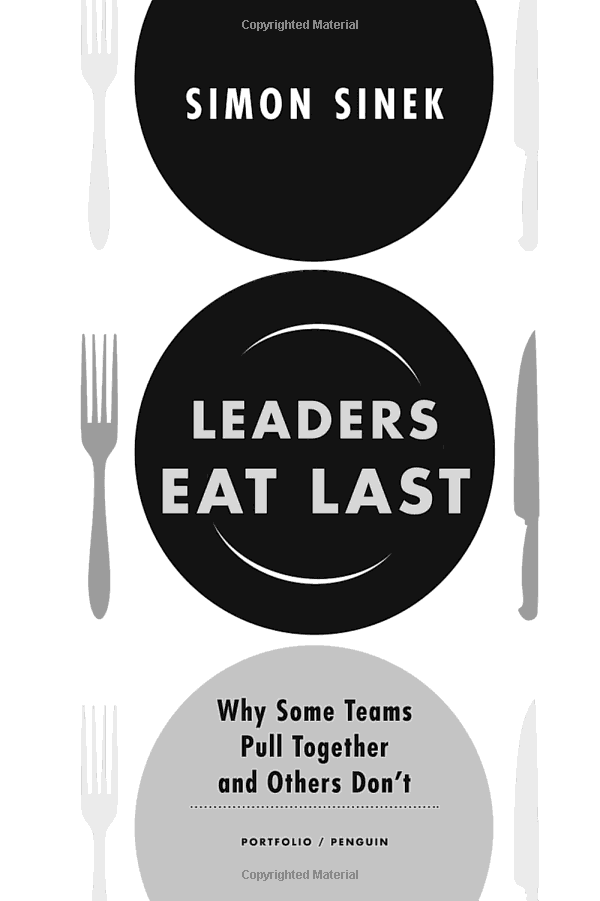 Copyrighted Material
SIMON SINEK
LEADERS
EAT LAST
Why Some Teams
Pull Together
and Others Don't
PORTFOLIO / PENGUIN
Copyrighted Material